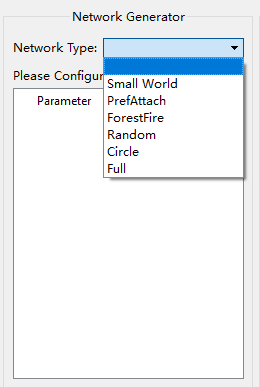 Network Generator
Network Type:
Please Configur
Parameter
Small World
PrefAttach
ForestFire
Random
Circle
Full